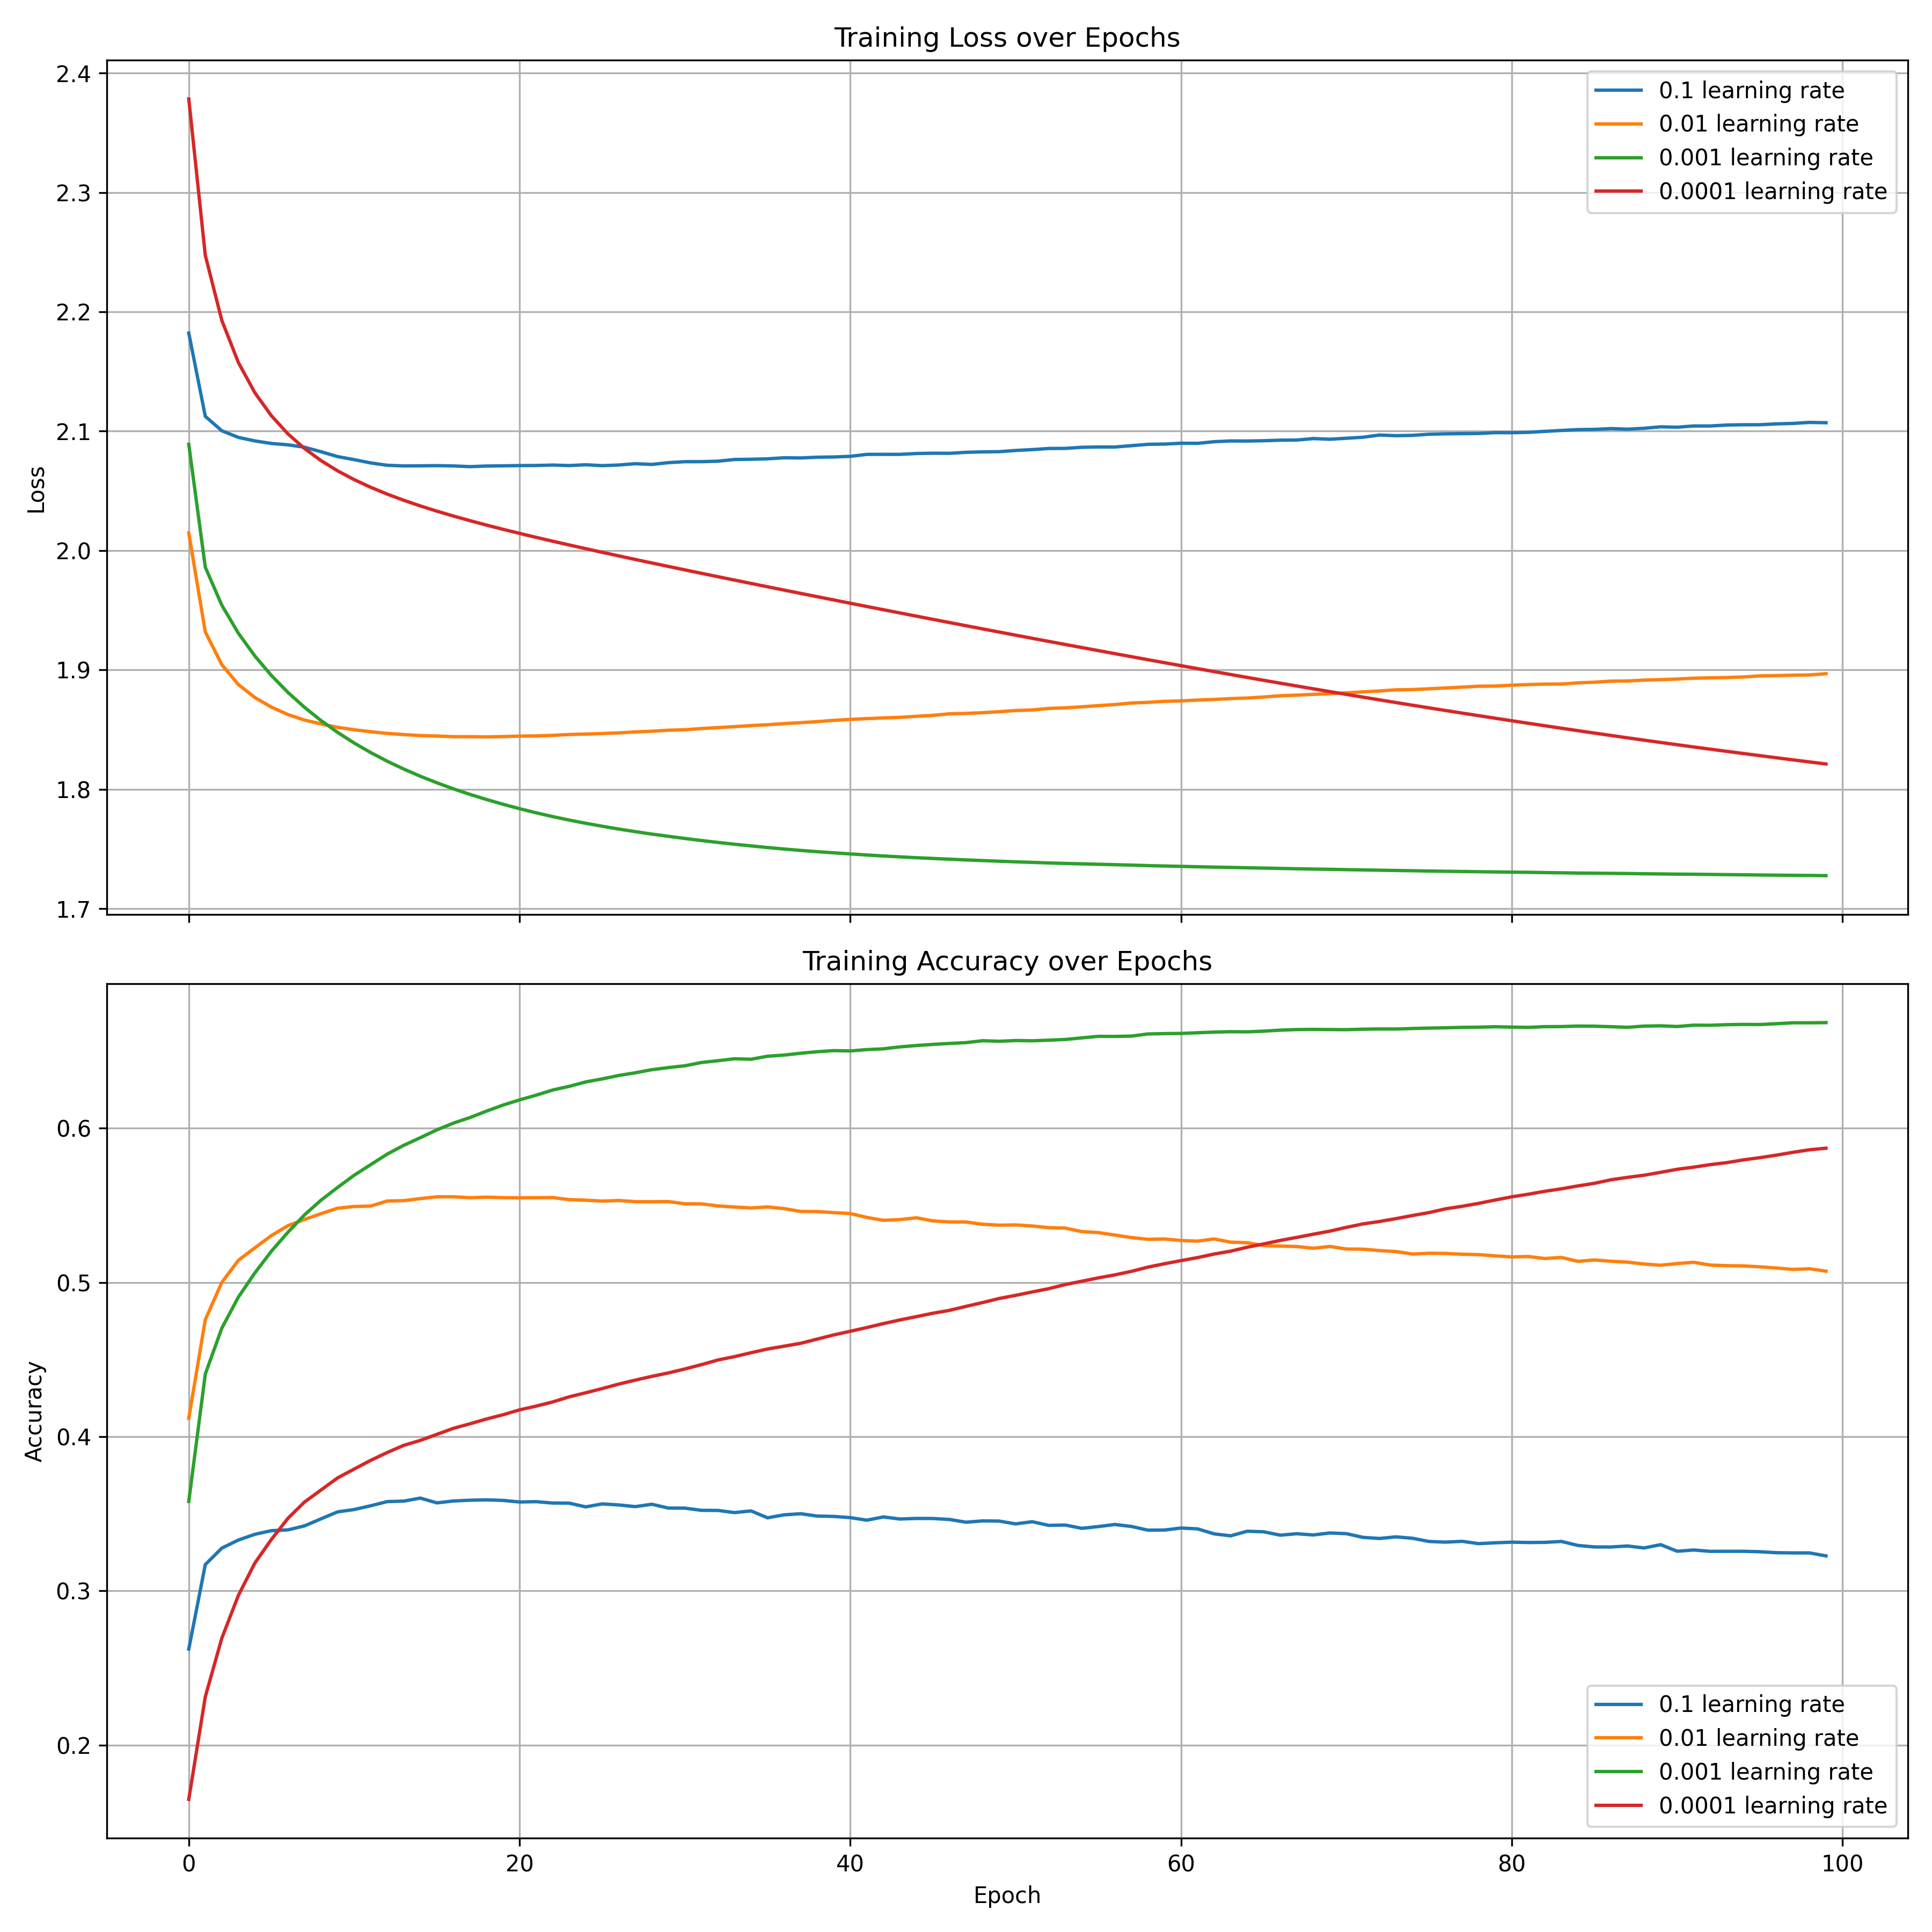 Training Loss over Epochs
2.4
2.3
2.2
2.1
2.0
1.9
1.8
1.7
Loss
0.1 learning rate
0.01 learning rate
0.001 learning rate
0.0001 learning rate
Training Accuracy over Epochs
0.6
0.5
0.4
0.3
0.2
Accuracy
0.1 learning rate
0.01 learning rate
0.001 learning rate
0.0001 learning rate
0 20 40 60 80 100
Epoch